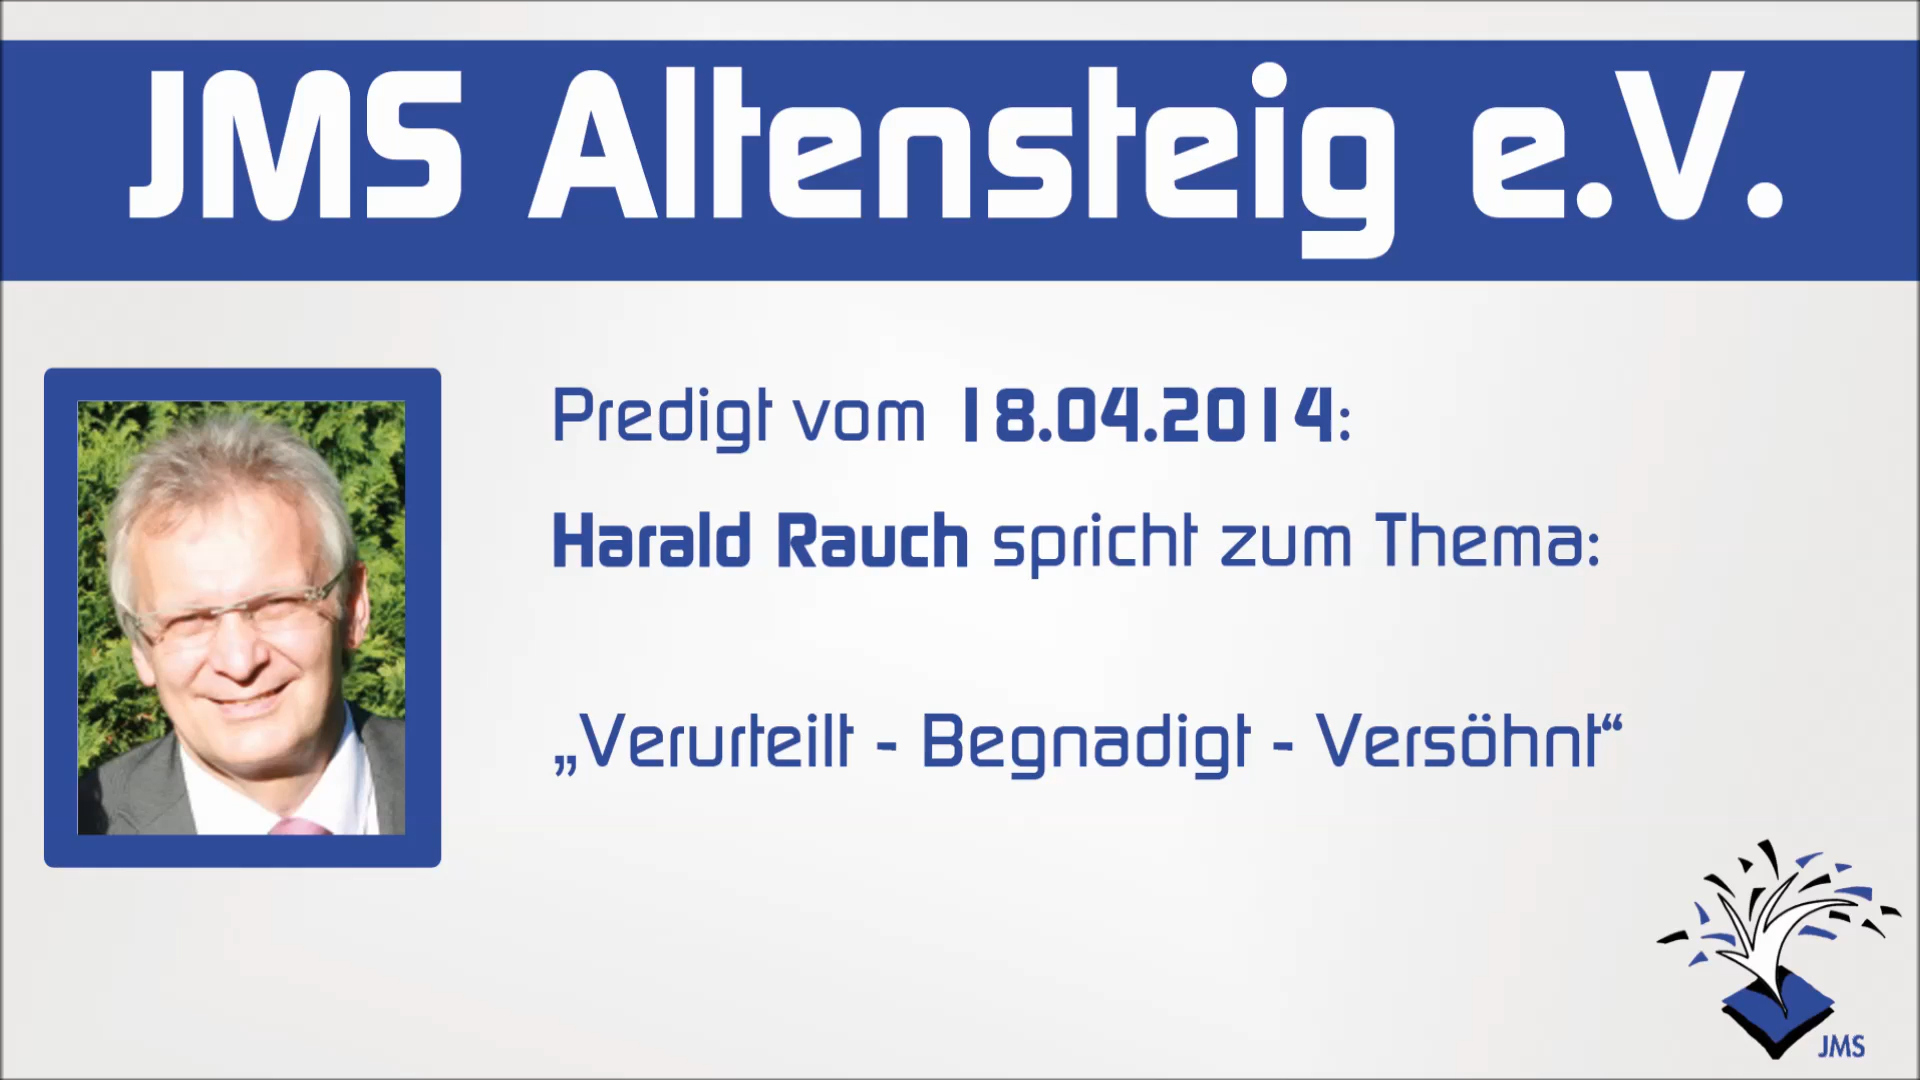 JMS Altensteig e.V.
Predigt vom 18.04.2014:
Harald Rauch spricht zum Thema:
„Verurteilt - Begnadigt - Versöhnt“
JMS